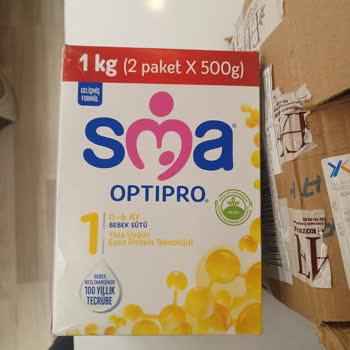 1 kg (2 paket X 500g)
GELİŞMİŞ
FORMÜL
sma
OPTIPRO®
1
0-6 AY
BEBEK SÜTÜ
Yaşa Uygun
Eşsiz Protein Teknolojisi
BEBEK
BESLENMESİNDE
100 YILLIK
TECRÜBE